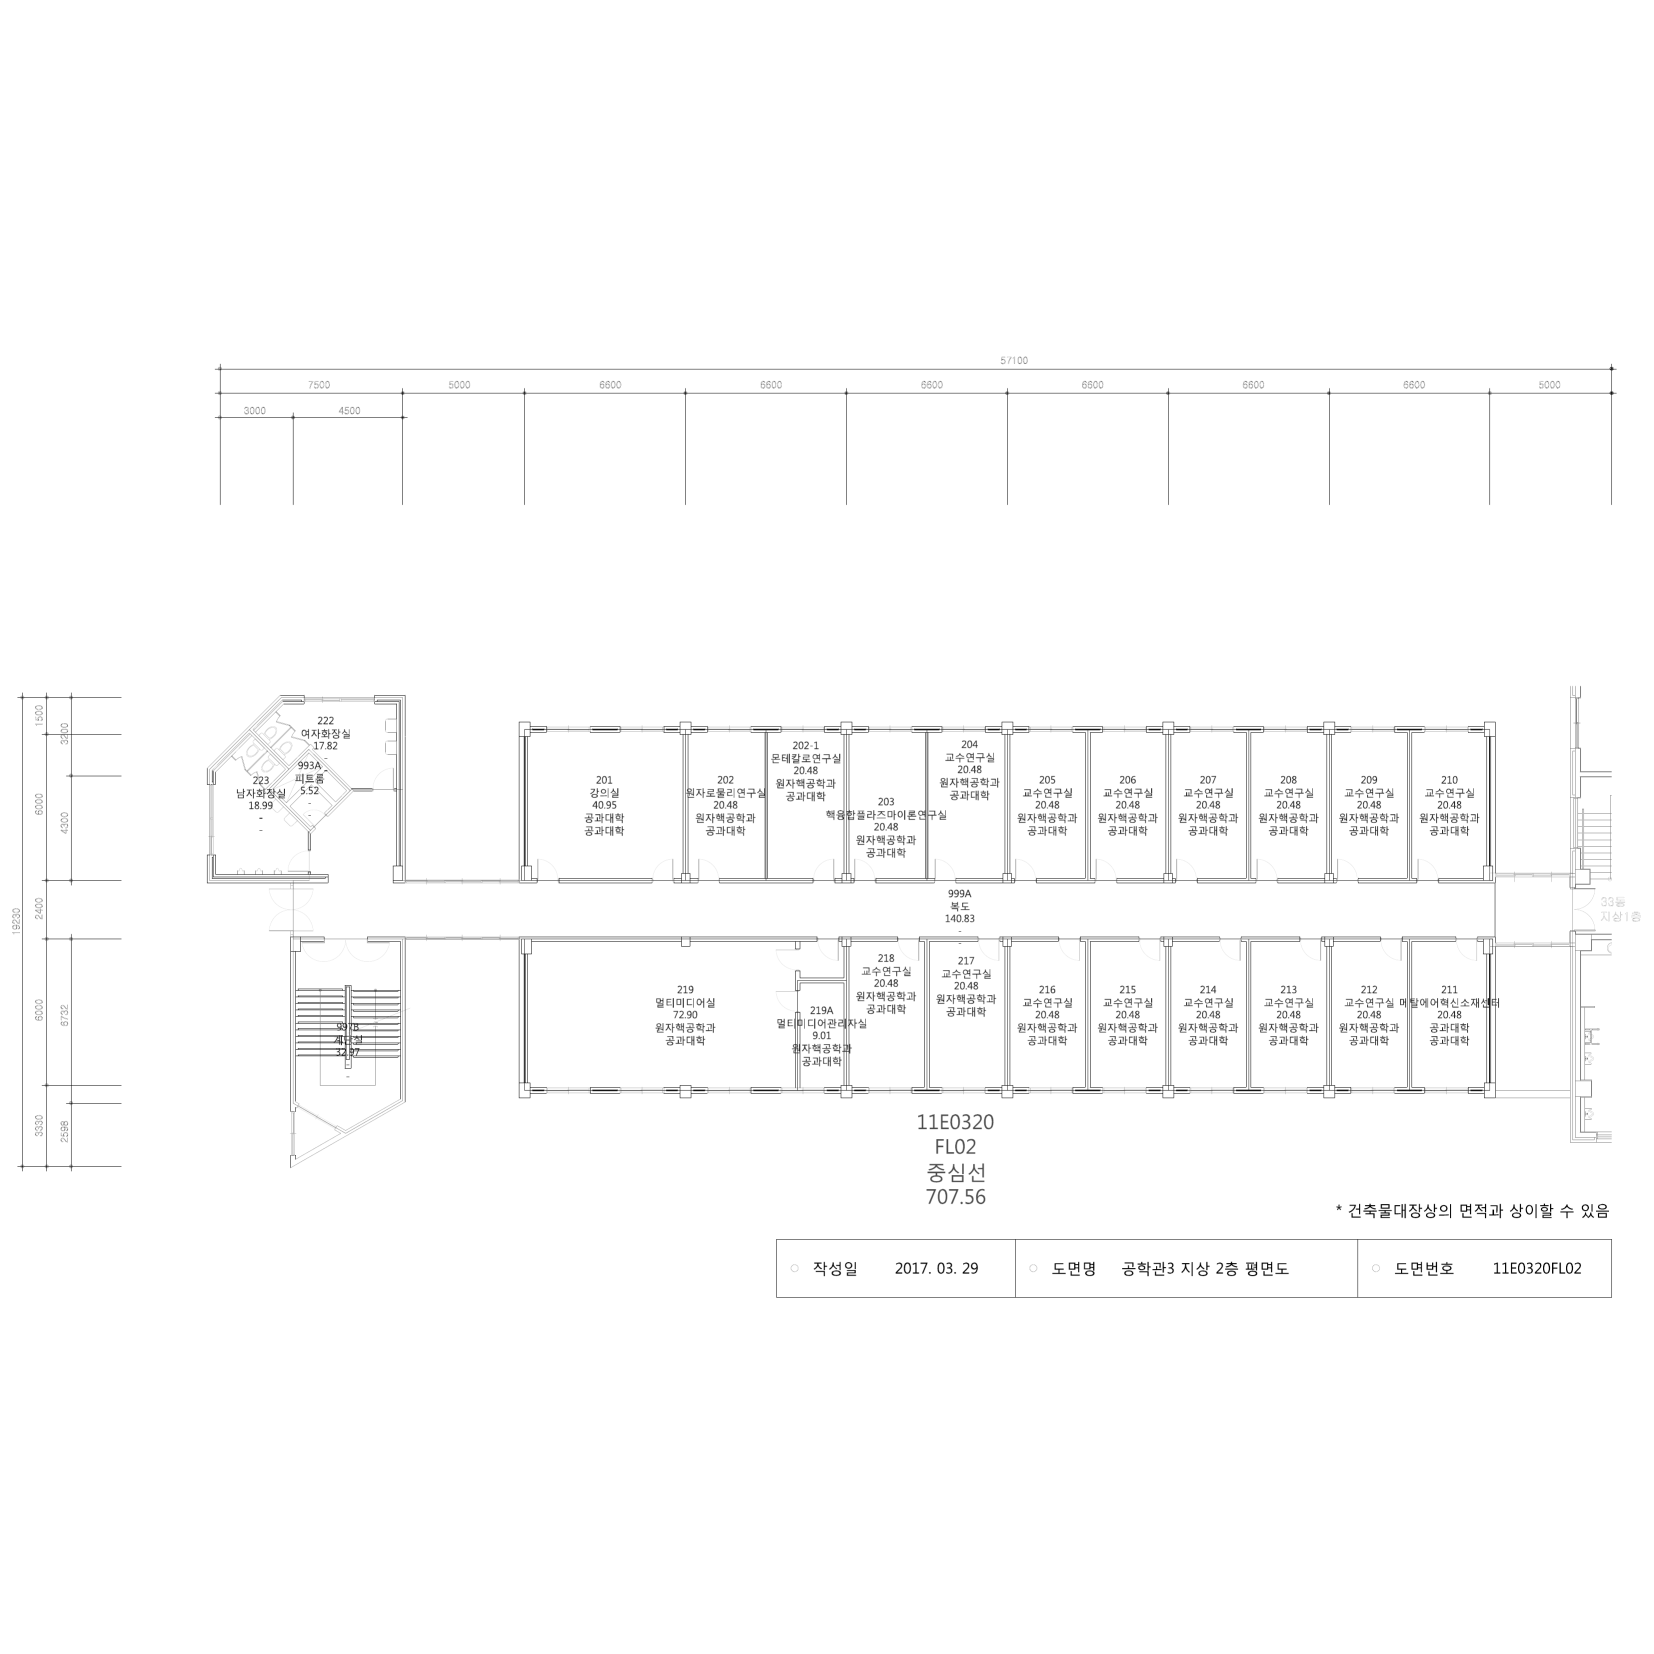 57100
7500
5000
6600
6600
6600
6600
6600
6600
5000
3000
4500
19230
1500
6000
2400
6000
3330
3200
4300
6732
2598
222
여자화장실
17.82
-
-
993A
피트룸
5.52
-
-
223
남자화장실
18.99
-
-
201
강의실
40.95
공과대학
공과대학
202
원자로물리연구실
20.48
원자핵공학과
공과대학
202-1
몬테칼로연구실
20.48
원자핵공학과
공과대학
203
핵융합플라즈마이론연구실
20.48
원자핵공학과
공과대학
204
교수연구실
20.48
원자핵공학과
공과대학
205
교수연구실
20.48
원자핵공학과
공과대학
206
교수연구실
20.48
원자핵공학과
공과대학
207
교수연구실
20.48
원자핵공학과
공과대학
208
교수연구실
20.48
원자핵공학과
공과대학
209
교수연구실
20.48
원자핵공학과
공과대학
210
교수연구실
20.48
원자핵공학과
공과대학
999A
복도
140.83
-
-
33동
지상1층
997B
계단실
32.97
-
-
219
멀티미디어실
72.90
원자핵공학과
공과대학
219A
멀티미디어관리자실
9.01
원자핵공학과
공과대학
218
교수연구실
20.48
원자핵공학과
공과대학
217
교수연구실
20.48
원자핵공학과
공과대학
216
교수연구실
20.48
원자핵공학과
공과대학
215
교수연구실
20.48
원자핵공학과
공과대학
214
교수연구실
20.48
원자핵공학과
공과대학
213
교수연구실
20.48
원자핵공학과
공과대학
212
교수연구실
20.48
원자핵공학과
공과대학
211
메탈에어혁신소재센터
20.48
공과대학
공과대학
11E0320
FL02
중심선
707.56
* 건축물대장상의 면적과 상이할 수 있음
○ 작성일 2017. 03. 29 ○ 도면명 공학관3 지상 2층 평면도 ○ 도면번호 11E0320FL02